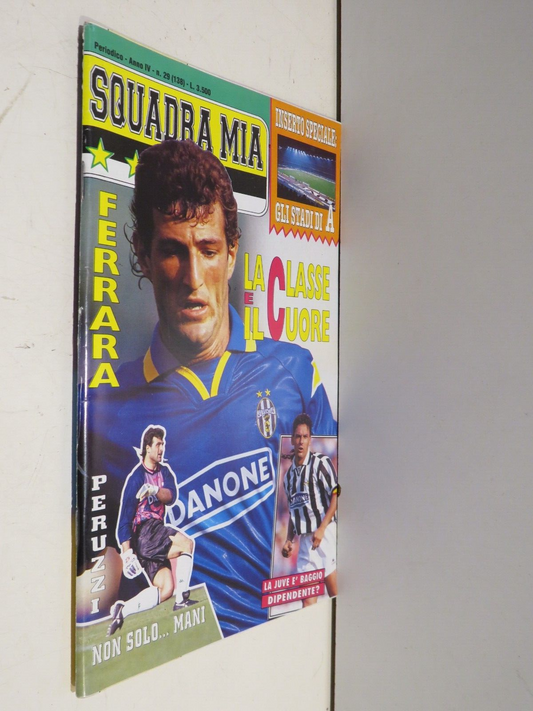 Periodico - Anno IV - n. 29 (138) - L. 3.500
SQUADRA MIA
INSERTO SPECIALE:
GLI STADI DI A
FERRARA
LA CLASSE
E
IL CUORE
DANONE
PERUZZI
NON SOLO... MANI
LA JUVE E' BAGGIO
DIPENDENTE?